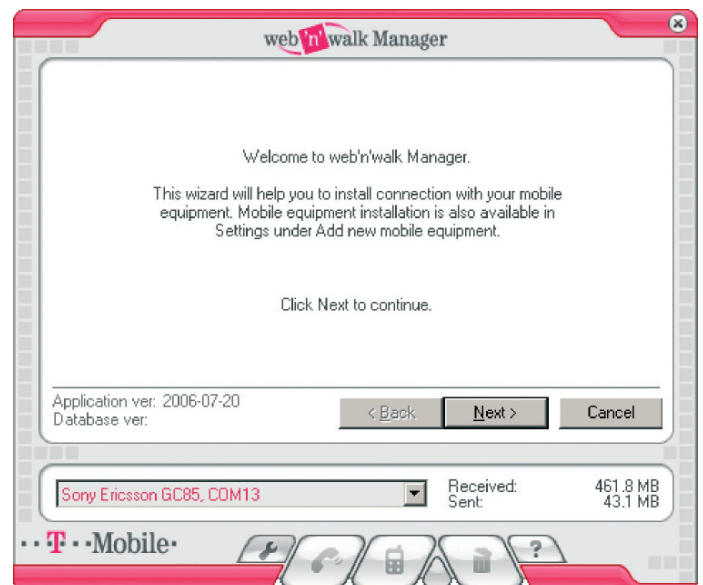 web'n'walk Manager
Welcome to web'n'walk Manager.
This wizard will help you to install connection with your mobile
equipment. Mobile equipment installation is also available in
Settings under Add new mobile equipment.
Click Next to continue.
Application ver: 2006-07-20
Database ver:
< Back
Next >
Cancel
Sony Ericsson GC85, COM13
Received: 461.8 MB
Sent: 43.1 MB
··T··Mobile·
?